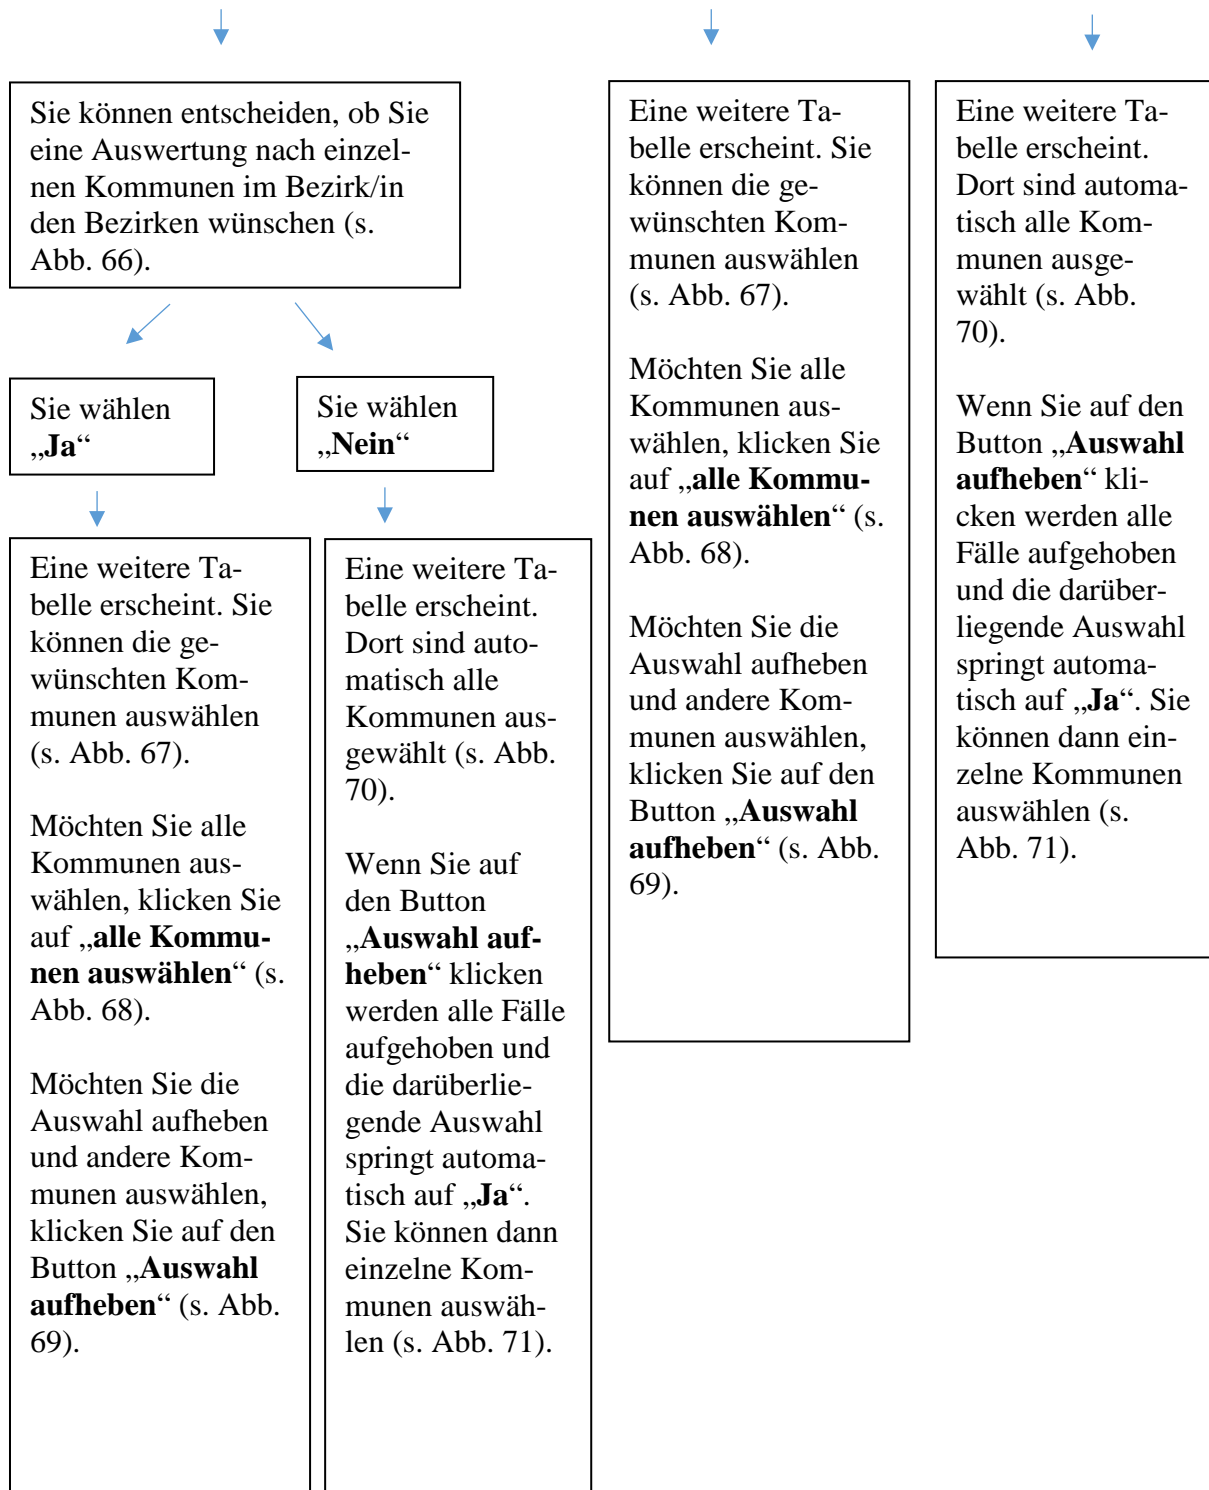 Sie können entscheiden, ob Sie
eine Auswertung nach einzel-
nen Kommunen im Bezirk/in
den Bezirken wünschen (s.
Abb. 66).
Sie wählen
„Ja“
Sie wählen
„Nein“
Eine weitere Ta-
belle erscheint. Sie
können die ge-
wünschten Kom-
munen auswählen
(s. Abb. 67).
Möchten Sie alle
Kommunen aus-
wählen, klicken Sie
auf „alle Kommu-
nen auswählen“ (s.
Abb. 68).
Möchten Sie die
Auswahl aufheben
und andere Kom-
munen auswählen,
klicken Sie auf den
Button „Auswahl
aufheben“ (s. Abb.
69).
Eine weitere Ta-
belle erscheint.
Dort sind auto-
matisch alle
Kommunen aus-
gewählt (s. Abb.
70).
Wenn Sie auf
den Button
„Auswahl auf-
heben“ klicken
werden alle Fälle
aufgehoben und
die darüberlie-
gende Auswahl
springt automa-
tisch auf „Ja“.
Sie können dann
einzelne Kom-
munen auswäh-
len (s. Abb. 71).
Eine weitere Ta-
belle erscheint. Sie
können die ge-
wünschten Kom-
munen auswählen
(s. Abb. 67).
Möchten Sie alle
Kommunen aus-
wählen, klicken Sie
auf „alle Kommu-
nen auswählen“ (s.
Abb. 68).
Möchten Sie die
Auswahl aufheben
und andere Kom-
munen auswählen,
klicken Sie auf den
Button „Auswahl
aufheben“ (s. Abb.
69).
Eine weitere Ta-
belle erscheint.
Dort sind automa-
tisch alle Kom-
munen ausge-
wählt (s. Abb.
70).
Wenn Sie auf den
Button „Auswahl
aufheben“ kli-
cken werden alle
Fälle aufgehoben
und die darüber-
liegende Auswahl
springt automa-
tisch auf „Ja“. Sie
können dann ein-
zelne Kommunen
auswählen (s.
Abb. 71).